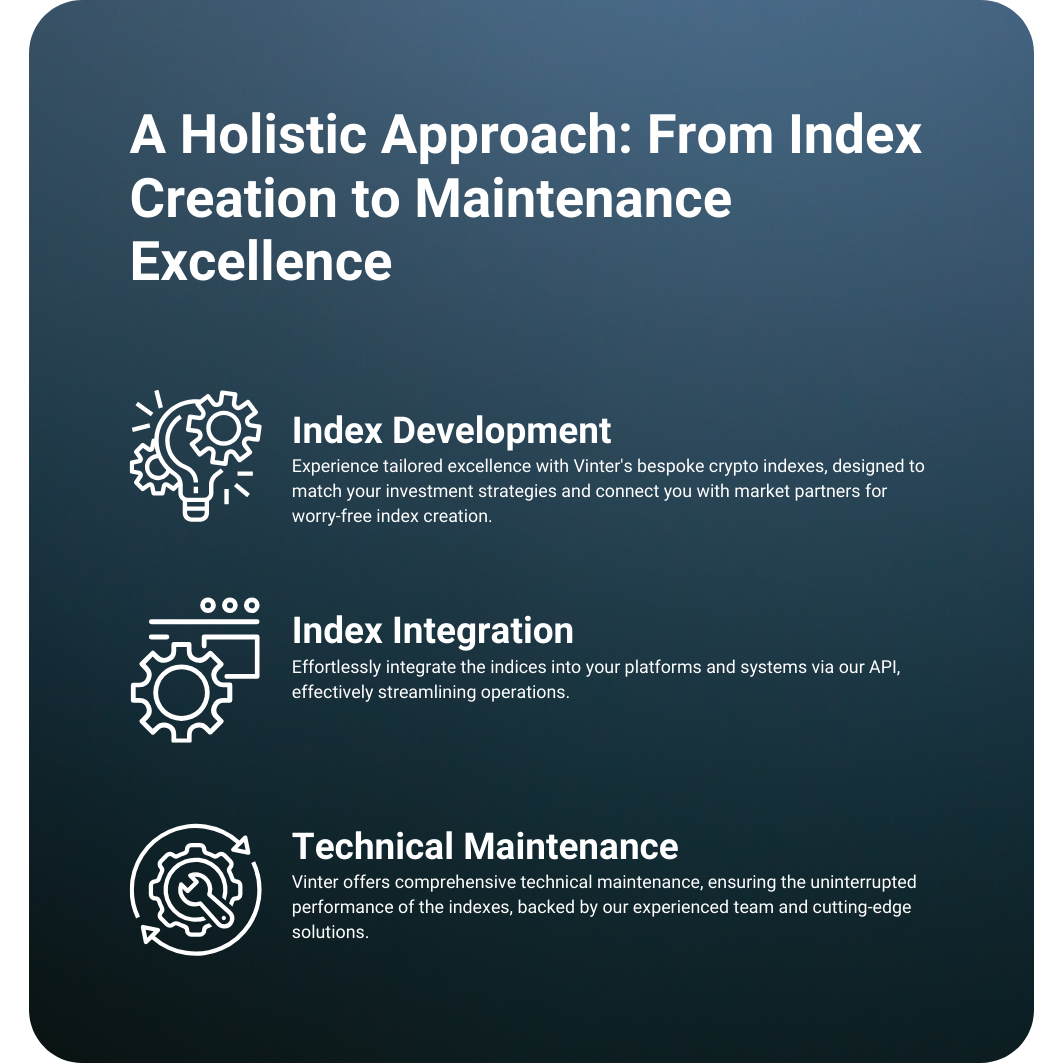 A Holistic Approach: From Index
Creation to Maintenance
Excellence
Index Development
Experience tailored excellence with Vinter's bespoke crypto indexes, designed to
match your investment strategies and connect you with market partners for
worry-free index creation.
Index Integration
Effortlessly integrate the indices into your platforms and systems via our API,
effectively streamlining operations.
Technical Maintenance
Vinter offers comprehensive technical maintenance, ensuring the uninterrupted
performance of the indexes, backed by our experienced team and cutting-edge
solutions.